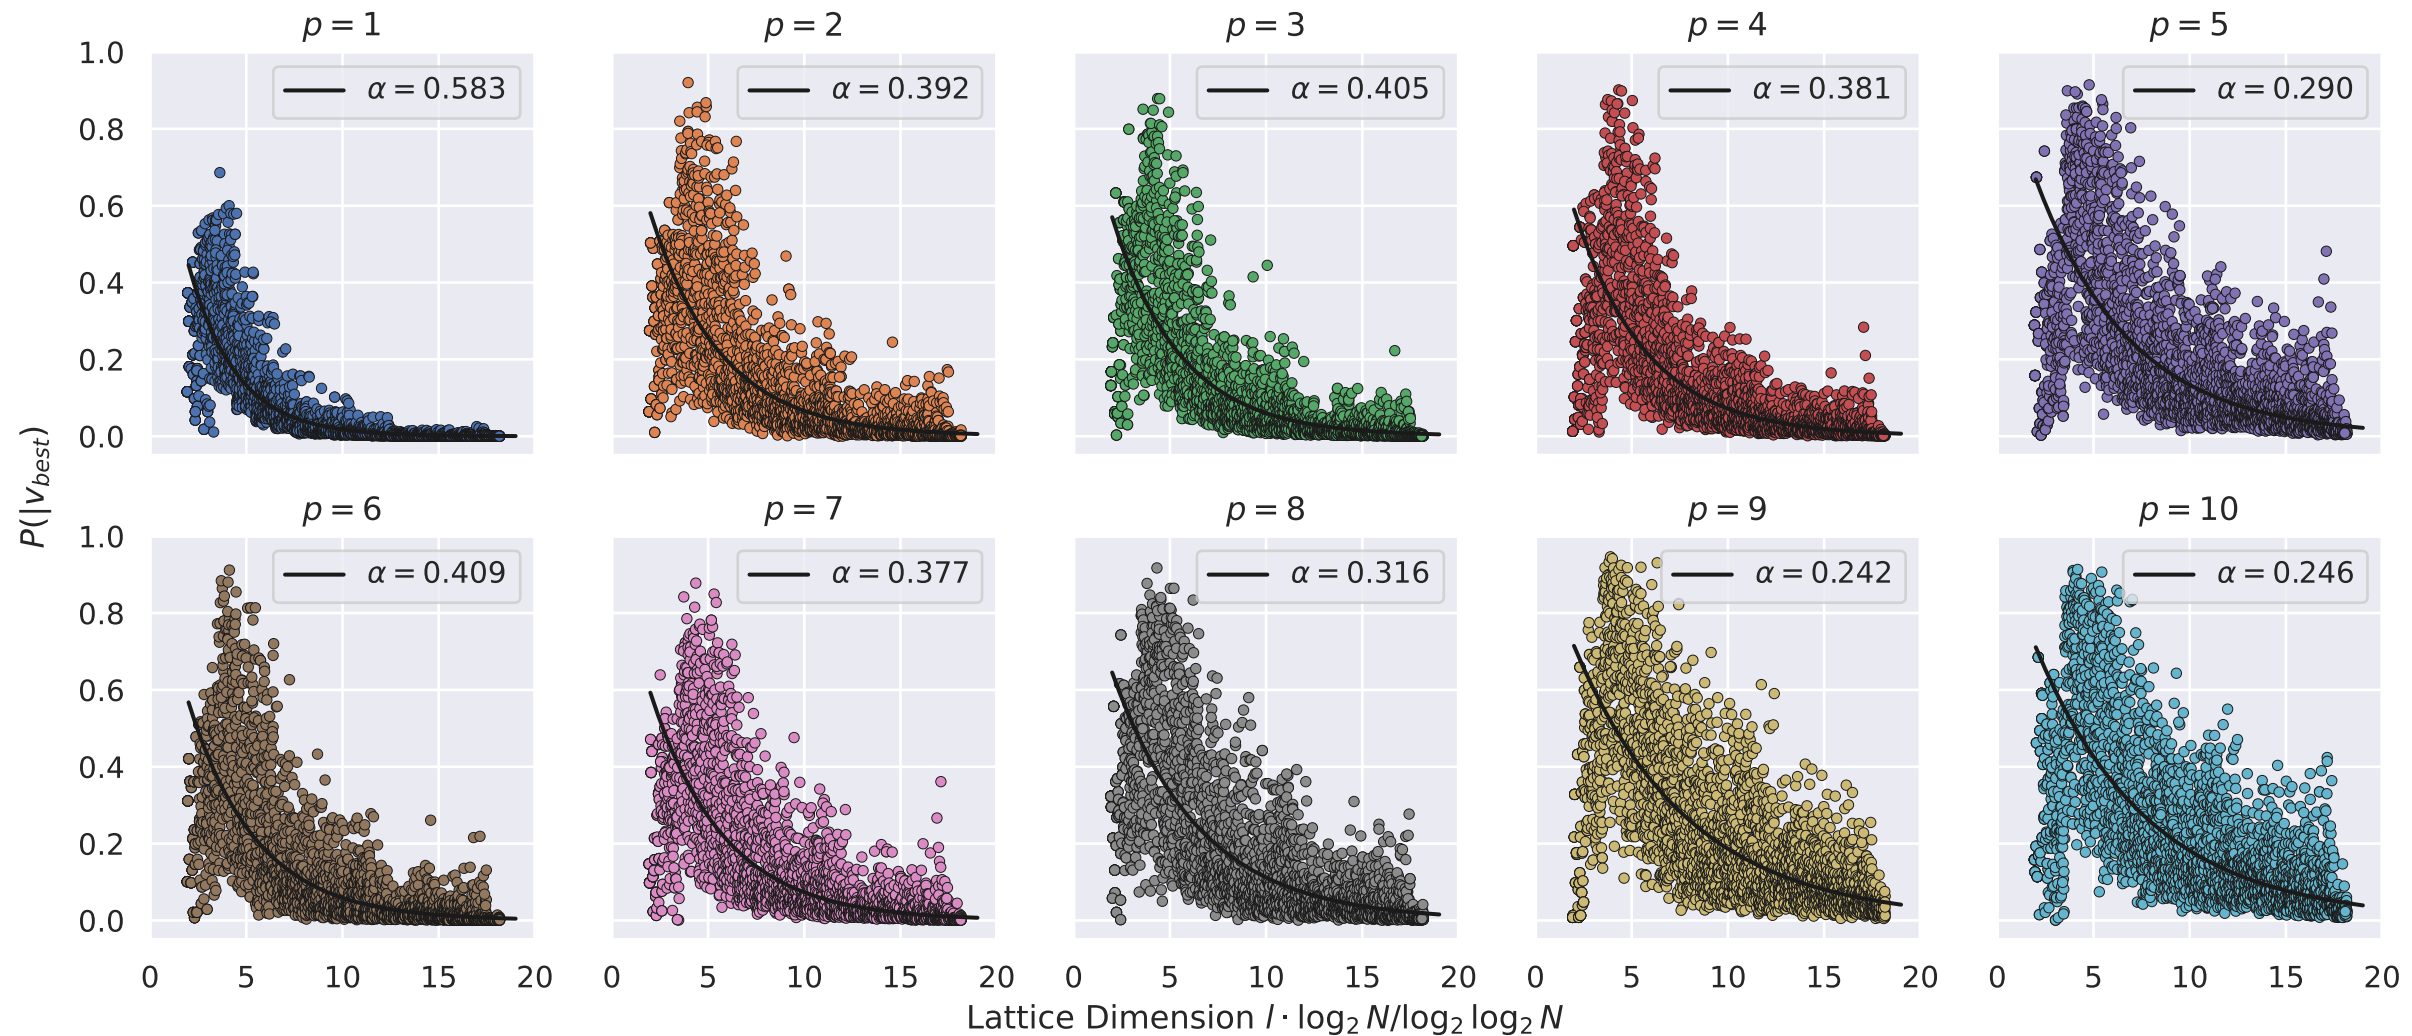 p = 1
p = 2
p = 3
p = 4
p = 5
α = 0.583
α = 0.392
α = 0.405
α = 0.381
α = 0.290
1.0
0.8
0.6
0.4
0.2
0.0
P(|v_best⟩)
p = 6
p = 7
p = 8
p = 9
p = 10
α = 0.409
α = 0.377
α = 0.316
α = 0.242
α = 0.246
1.0
0.8
0.6
0.4
0.2
0.0
0 5 10 15 20
0 5 10 15 20
0 5 10 15 20
0 5 10 15 20
0 5 10 15 20
Lattice Dimension l · log₂ N/log₂ log₂ N